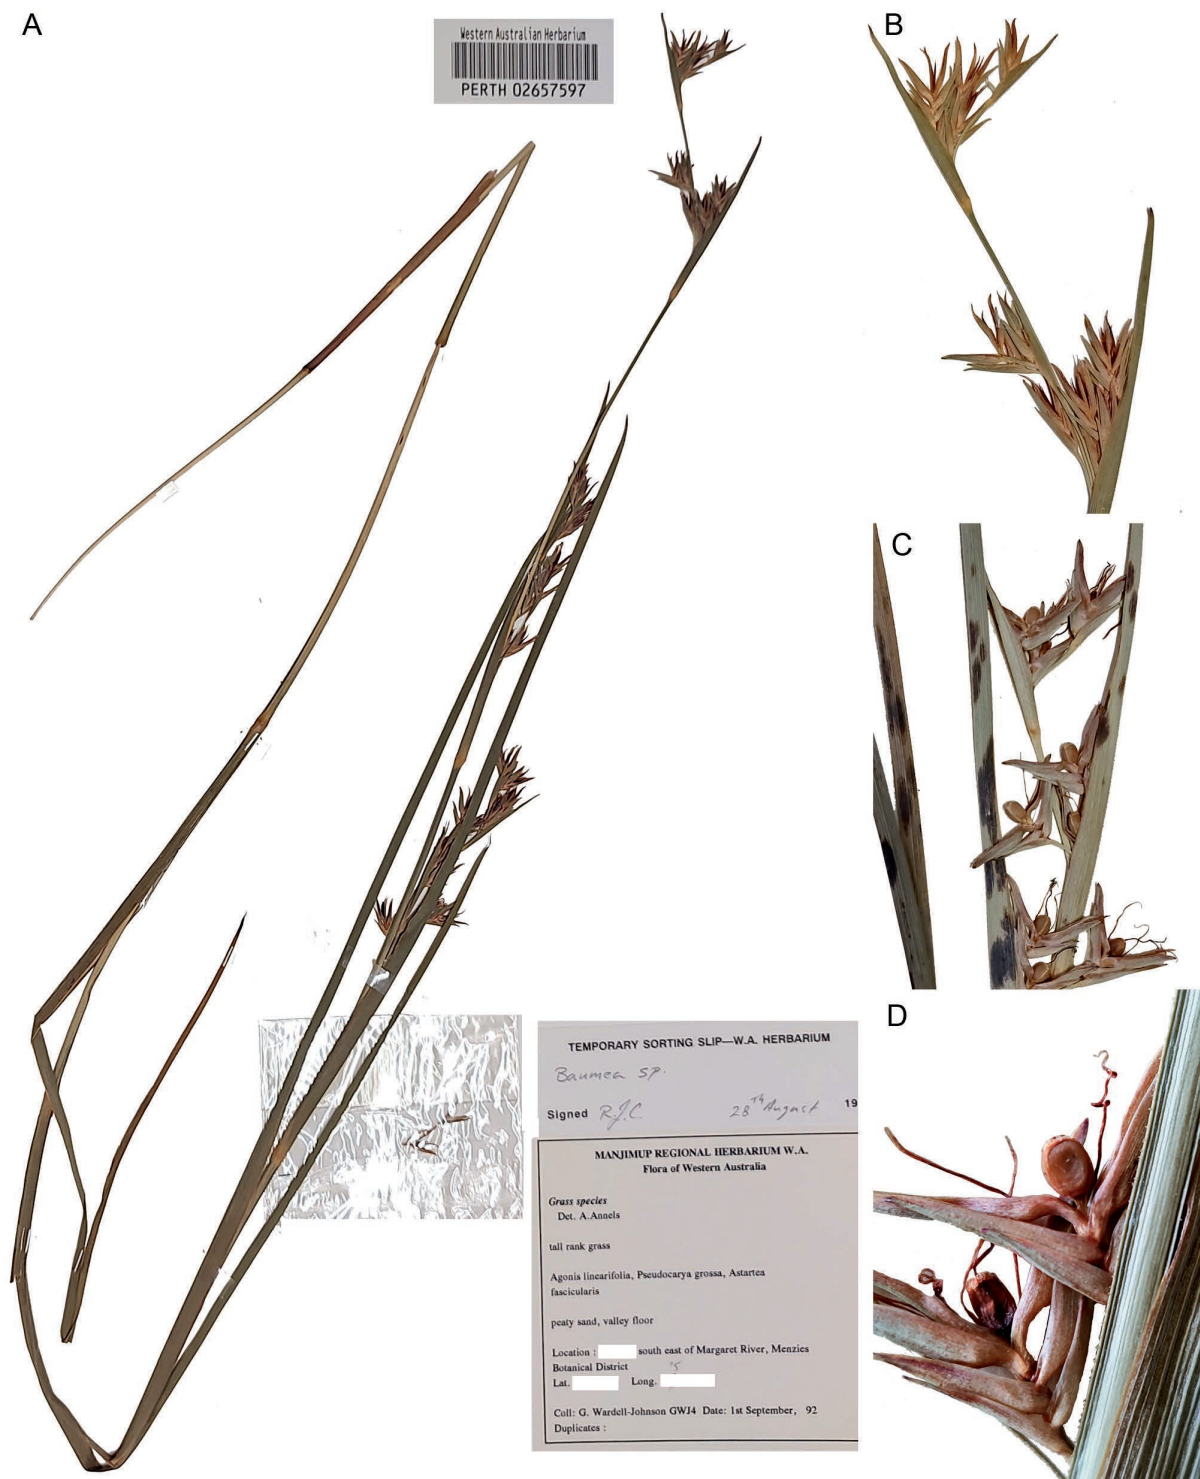 A
Western Australian Herbarium
PERTH 02657597
B
C
D
TEMPORARY SORTING SLIP—W.A. HERBARIUM
Baumea sp.
Signed R.J.C. 28TH August 19
MANJIMUP REGIONAL HERBARIUM W.A.
Flora of Western Australia
Grass species
Det. A.Annels
tall rank grass
Agonis linearifolia, Pseudocarya grossa, Astartea
fascicularis
peaty sand, valley floor
Location : south east of Margaret River, Menzies
Botanical District
Lat. Long.
Coll: G. Wardell-Johnson GWJ4 Date: 1st September, 92
Duplicates :